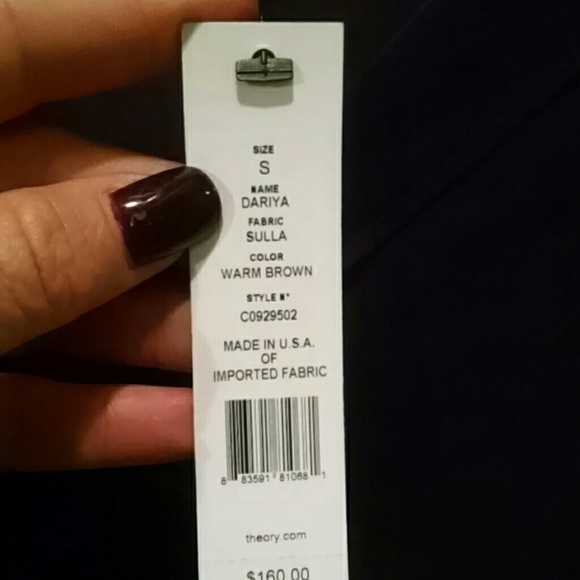 SIZE
S
NAME
DARIYA
FABRIC
SULLA
COLOR
WARM BROWN
STYLE N°
C0929502
MADE IN U.S.A.
OF
IMPORTED FABRIC
8 83591 81068 1
theory.com
$160.00